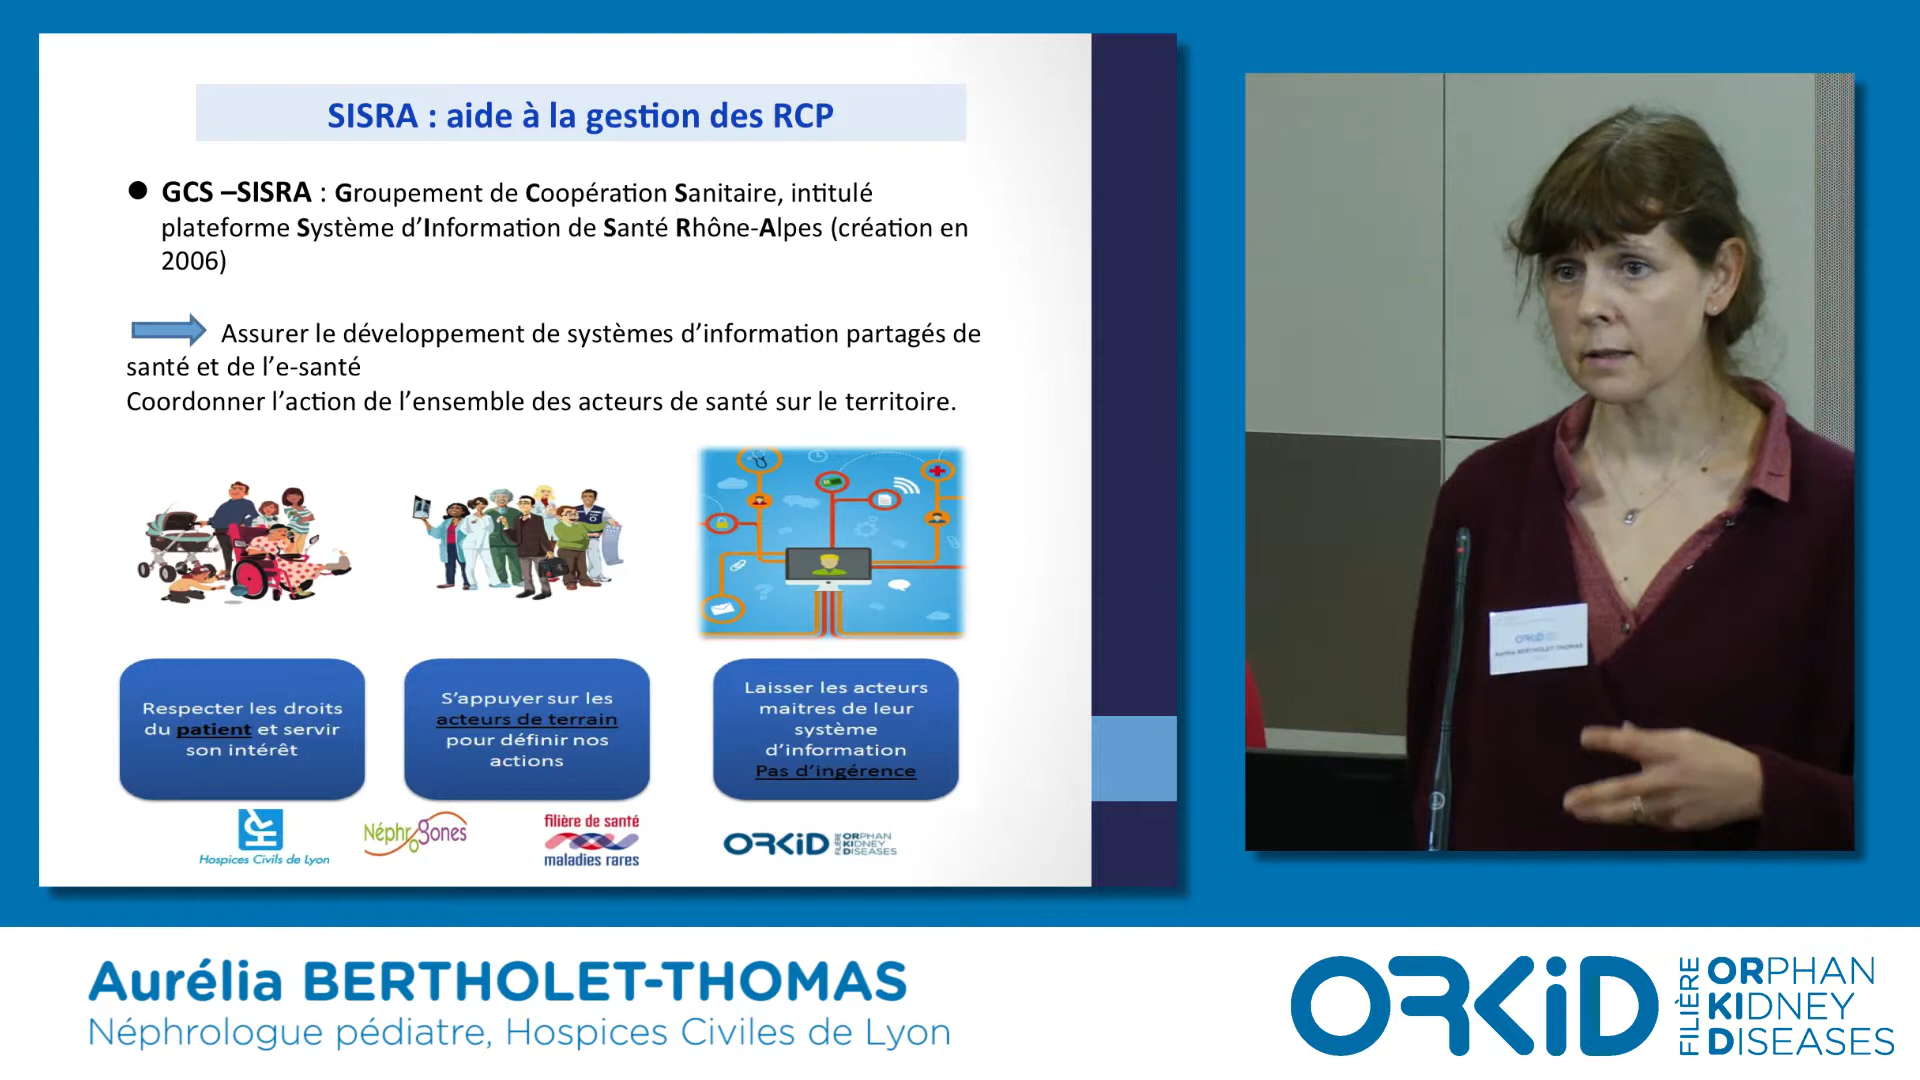 SISRA : aide à la gestion des RCP
GCS –SISRA : Groupement de Coopération Sanitaire, intitulé
plateforme Système d’Information de Santé Rhône-Alpes (création en
2006)
Assurer le développement de systèmes d’information partagés de
santé et de l’e-santé
Coordonner l’action de l’ensemble des acteurs de santé sur le territoire.
Respecter les droits
du patient et servir
son intérêt
S’appuyer sur les
acteurs de terrain
pour définir nos
actions
Laisser les acteurs
maitres de leur
système
d’information
Pas d’ingérence
Hospices Civils de Lyon
Néphrogones
filière de santé
maladies rares
ORKiD
FILIÈRE
ORPHAN
KIDNEY
DISEASES
ORKiD
Aurélia BERTHOLET-THOMAS
Aurélia BERTHOLET-THOMAS
Néphrologue pédiatre, Hospices Civiles de Lyon
ORKiD
FILIÈRE
ORPHAN
KIDNEY
DISEASES